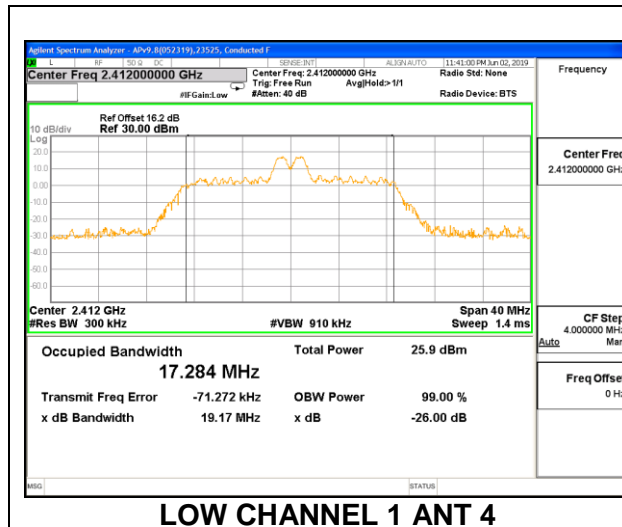 Agilent Spectrum Analyzer - APv9.8(052319),23525, Conducted F
L RF 50 Ω DC SENSE:INT ALIGN AUTO 11:41:00 PM Jun 02, 2019
Center Freq 2.412000000 GHz Center Freq: 2.412000000 GHz Radio Std: None Frequency
Trig: Free Run Avg|Hold:>1/1
#IFGain:Low #Atten: 40 dB Radio Device: BTS
Ref Offset 16.2 dB
10 dB/div Ref 30.00 dBm
Log
20.0
10.0
0.00
-10.0
-20.0
-30.0
-40.0
-50.0
-60.0
Center Freq
2.412000000 GHz
Center 2.412 GHz Span 40 MHz
#Res BW 300 kHz #VBW 910 kHz Sweep 1.4 ms
CF Step
4.000000 MHz
Auto Man
Occupied Bandwidth Total Power 25.9 dBm
17.284 MHz
Freq Offset
0 Hz
Transmit Freq Error -71.272 kHz OBW Power 99.00 %
x dB Bandwidth 19.17 MHz x dB -26.00 dB
MSG STATUS
LOW CHANNEL 1 ANT 4